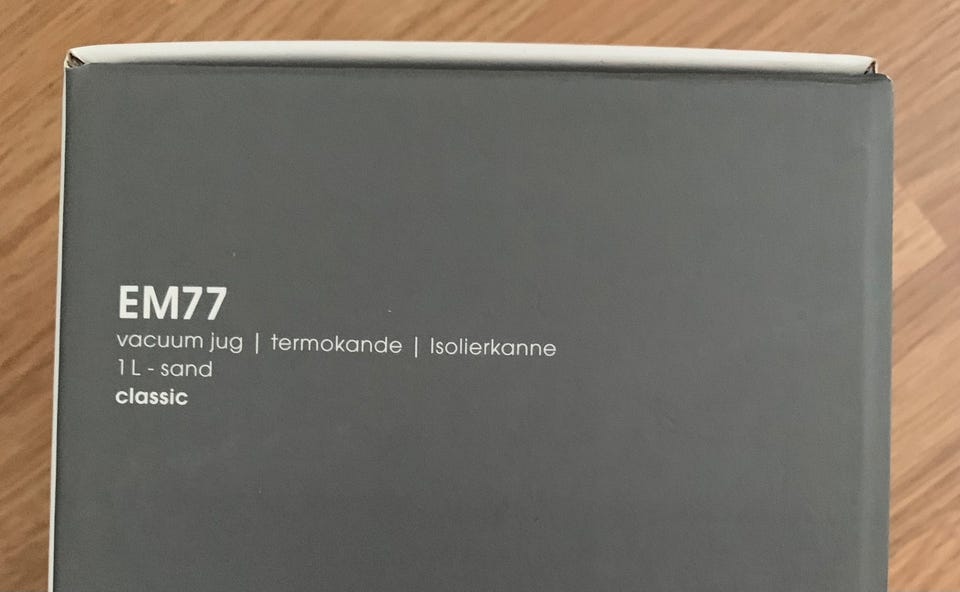 EM77
vacuum jug | termokande | Isolierkanne
1 L - sand
classic